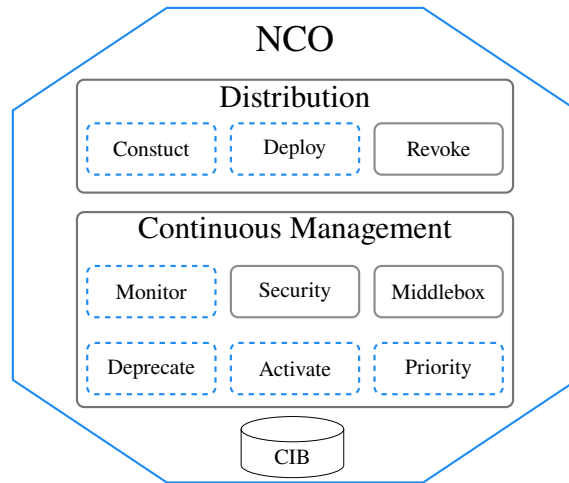 NCO
Distribution
Constuct Deploy Revoke
Continuous Management
Monitor Security Middlebox
Deprecate Activate Priority
CIB